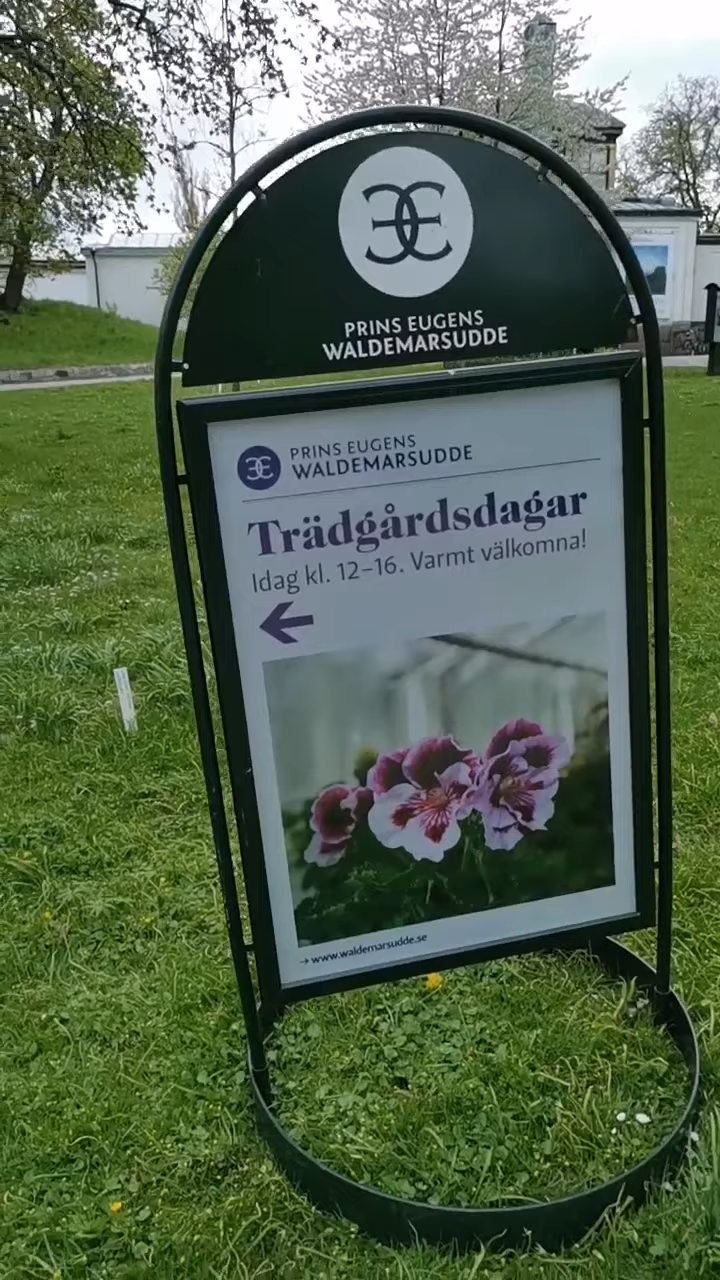 PRINS EUGENS
WALDEMARSUDDE
PRINS EUGENS
WALDEMARSUDDE
Trädgårdsdagar
Idag kl. 12–16. Varmt välkomna!
→ www.waldemarsudde.se